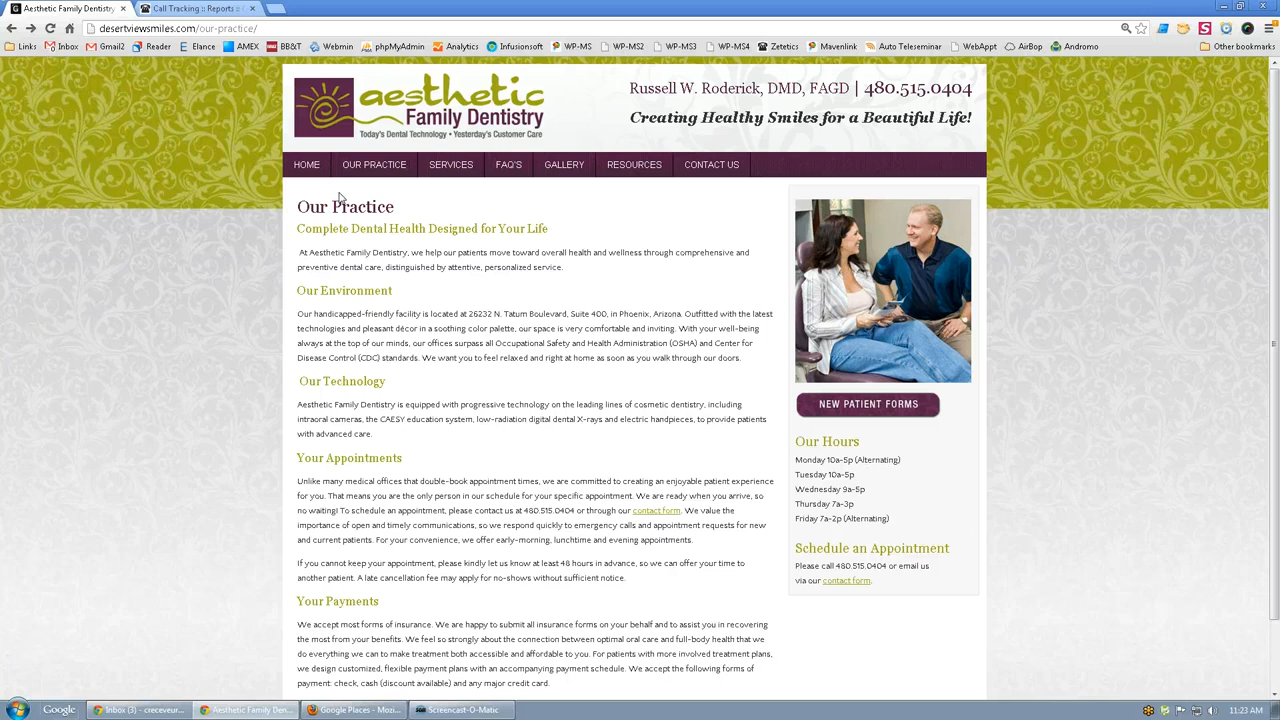 Aesthetic Family Dentistry
Call Tracking :: Reports ::
desertviewsmiles.com/our-practice/
Links Inbox Gmail2 Reader Elance AMEX BB&T Webmin phpMyAdmin Analytics Infusionsoft WP-MS WP-MS2 WP-MS3 WP-MS4 Zetetics Mavenlink Auto Teleseminar WebAppt AirBop Andromo Other bookmarks
aesthetic
Family Dentistry
Today's Dental Technology • Yesterday's Customer Care
Russell W. Roderick, DMD, FAGD | 480.515.0404
Creating Healthy Smiles for a Beautiful Life!
HOME OUR PRACTICE SERVICES FAQ'S GALLERY RESOURCES CONTACT US
Our Practice
Complete Dental Health Designed for Your Life
At Aesthetic Family Dentistry, we help our patients move toward overall health and wellness through comprehensive and
preventive dental care, distinguished by attentive, personalized service.
Our Environment
Our handicapped-friendly facility is located at 26232 N. Tatum Boulevard, Suite 400, in Phoenix, Arizona. Outfitted with the latest
technologies and pleasant décor in a soothing color palette, our space is very comfortable and inviting. With your well-being
always at the top of our minds, our offices surpass all Occupational Safety and Health Administration (OSHA) and Center for
Disease Control (CDC) standards. We want you to feel relaxed and right at home as soon as you walk through our doors.
Our Technology
Aesthetic Family Dentistry is equipped with progressive technology on the leading lines of cosmetic dentistry, including
intraoral cameras, the CAESY education system, low-radiation digital dental X-rays and electric handpieces, to provide patients
with advanced care.
Your Appointments
Unlike many medical offices that double-book appointment times, we are committed to creating an enjoyable patient experience
for you. That means you are the only person in our schedule for your specific appointment. We are ready when you arrive, so
no waiting! To schedule an appointment, please contact us at 480.515.0404 or through our contact form. We value the
importance of open and timely communications, so we respond quickly to emergency calls and appointment requests for new
and current patients. For your convenience, we offer early-morning, lunchtime and evening appointments.
If you cannot keep your appointment, please kindly let us know at least 48 hours in advance, so we can offer your time to
another patient. A late cancellation fee may apply for no-shows without sufficient notice.
Your Payments
We accept most forms of insurance. We are happy to submit all insurance forms on your behalf and to assist you in recovering
the most from your benefits. We feel so strongly about the connection between optimal oral care and full-body health that we
do everything we can to make treatment both accessible and affordable to you. For patients with more involved treatment plans,
we design customized, flexible payment plans with an accompanying payment schedule. We accept the following forms of
payment: check, cash (discount available) and any major credit card.
NEW PATIENT FORMS
Our Hours
Monday 10a-5p (Alternating)
Tuesday 10a-5p
Wednesday 9a-5p
Thursday 7a-3p
Friday 7a-2p (Alternating)
Schedule an Appointment
Please call 480.515.0404 or email us
via our contact form.
Google Inbox (3) - creceveur... Aesthetic Family Den... Google Places - Mozi... Screencast-O-Matic 11:23 AM